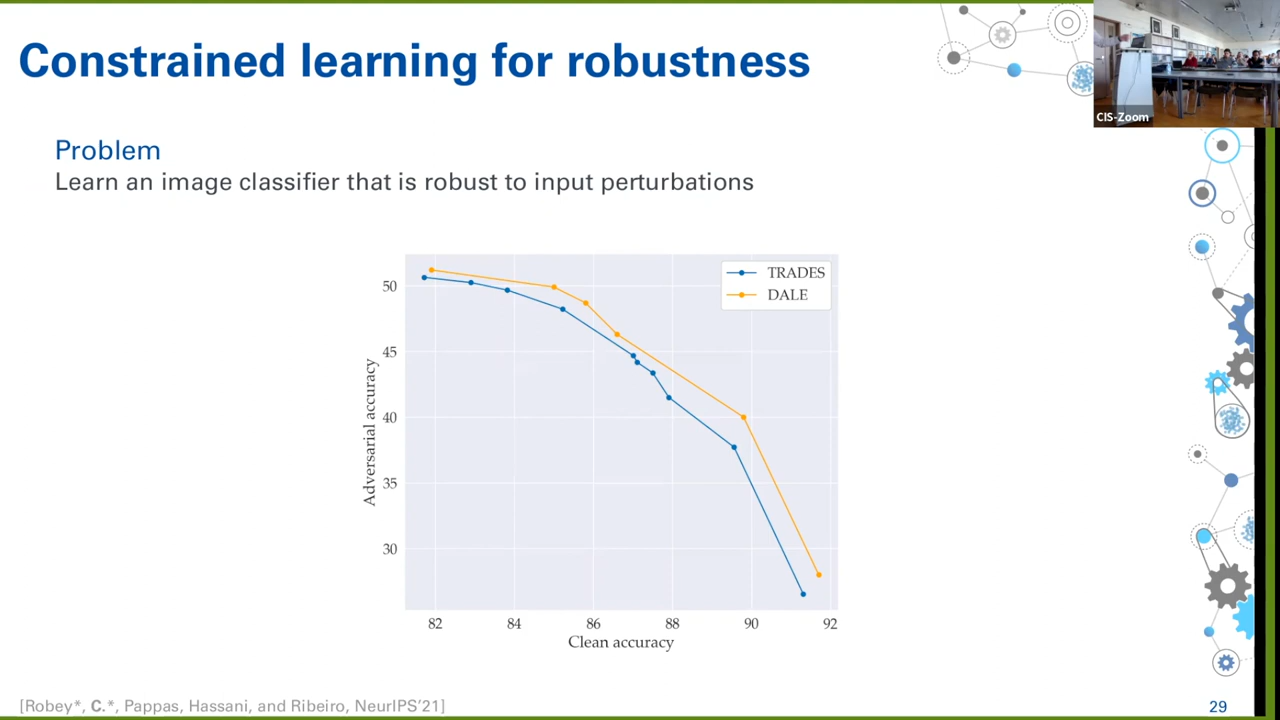 Constrained learning for robustness
CIS-Zoom
Problem
Learn an image classifier that is robust to input perturbations
TRADES
DALE
50
45
40
35
30
Adversarial accuracy
82 84 86 88 90 92
Clean accuracy
[Robey*, C.*, Pappas, Hassani, and Ribeiro, NeurIPS'21]
29